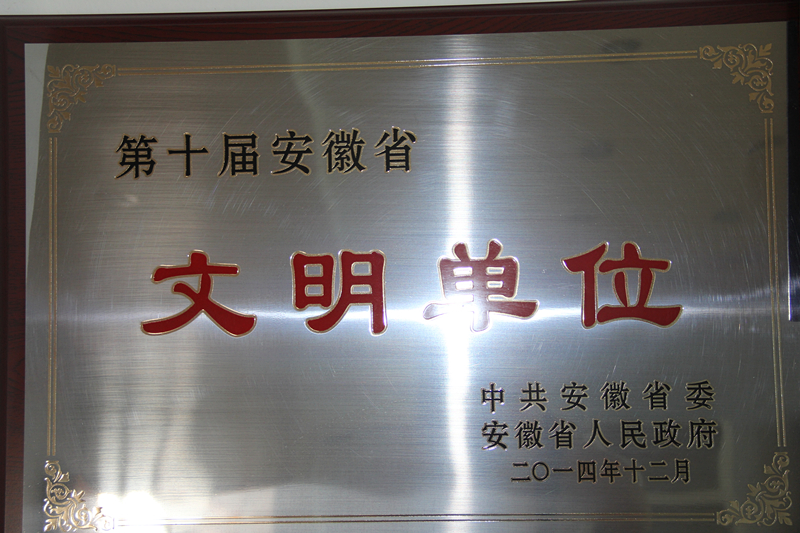 第十届安徽省
文明单位
中共安徽省委
安徽省人民政府
二〇一四年十二月